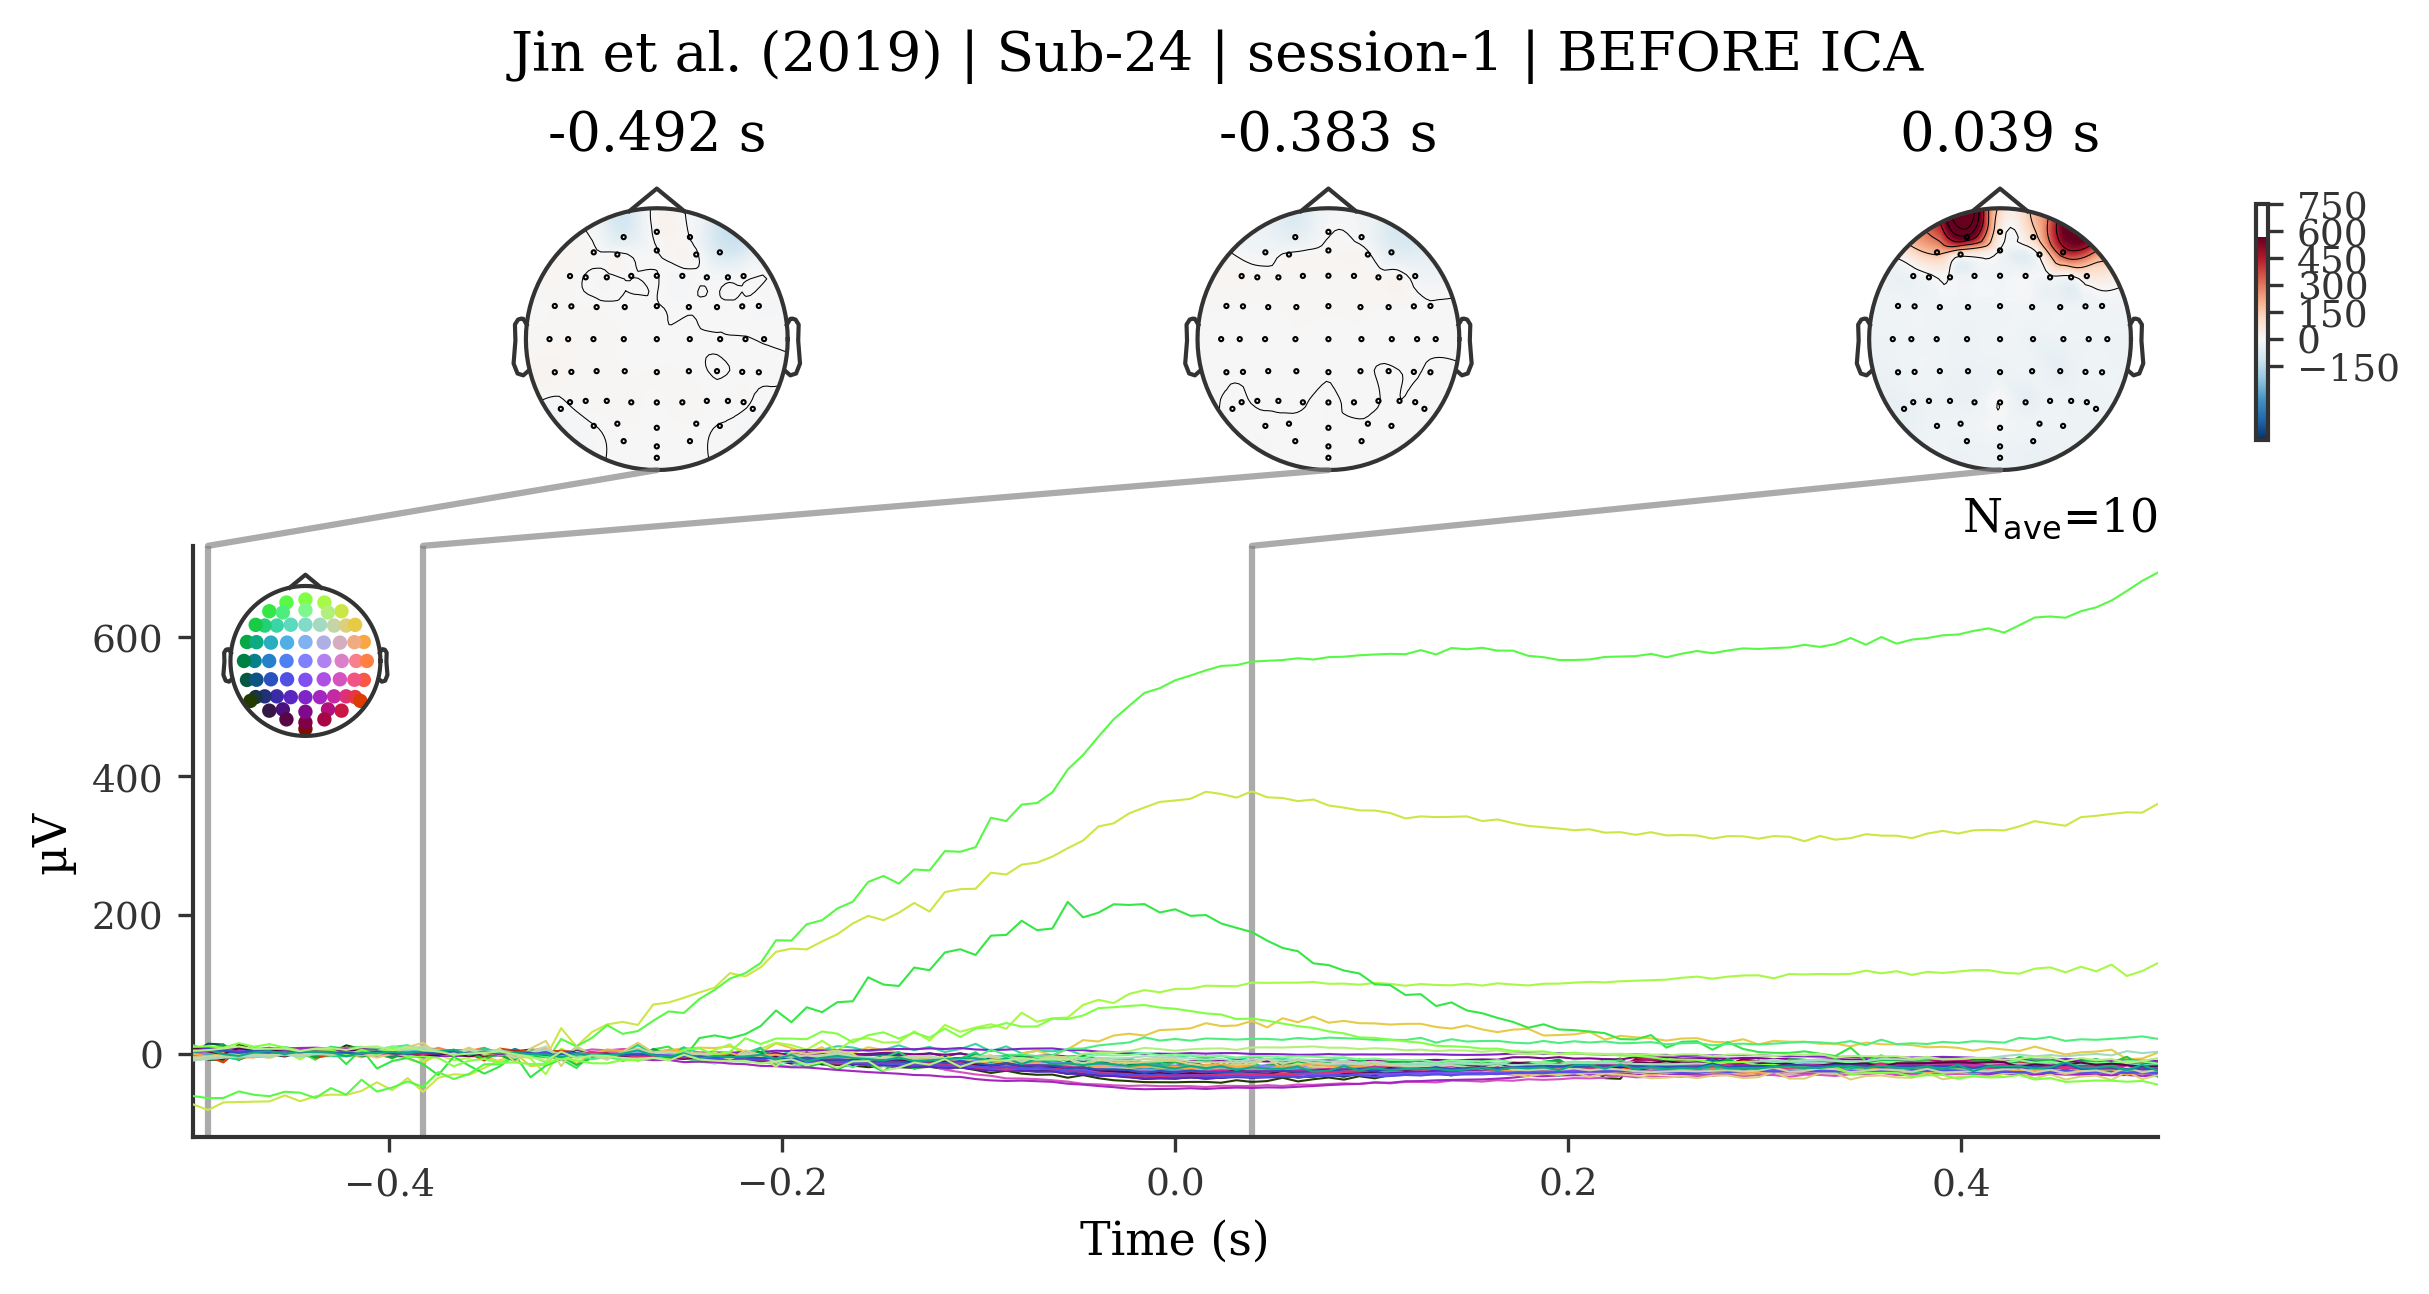 Jin et al. (2019) | Sub-24 | session-1 | BEFORE ICA
-0.492 s
-0.383 s
0.039 s
750
600
450
300
150
0
−150
N_ave=10
600
400
200
0
µV
−0.4
−0.2
0.0
0.2
0.4
Time (s)